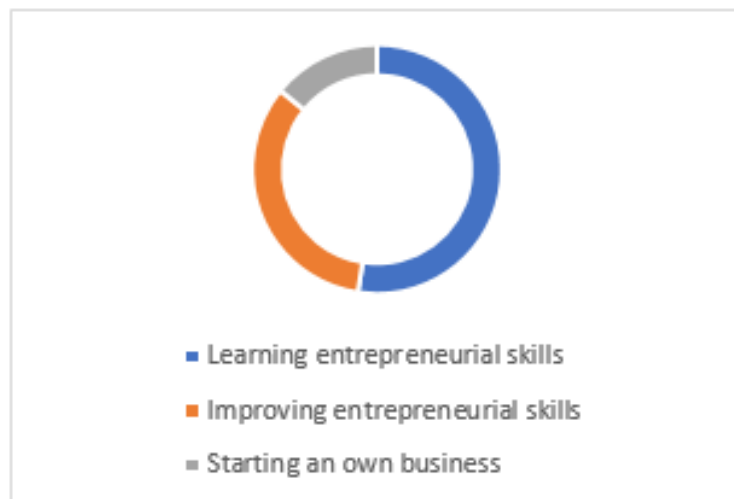 Learning entrepreneurial skills
Improving entrepreneurial skills
Starting an own business